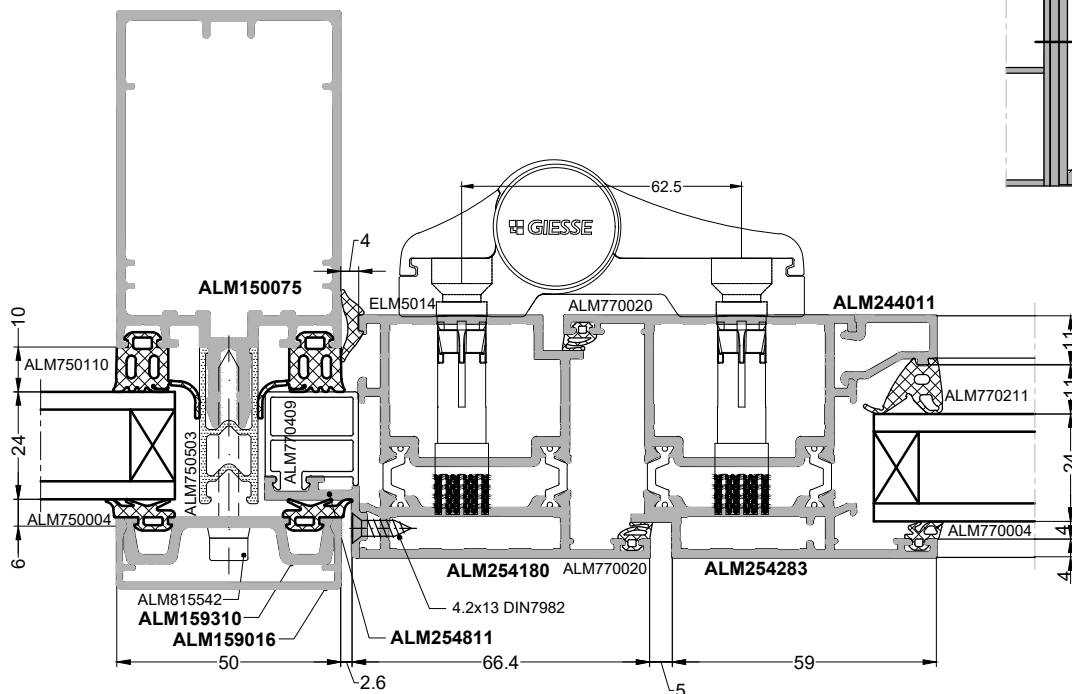 62.5
GIESSE
4
ALM150075
ELM5014
ALM770020
ALM244011
10
11
ALM750110
ALM770211
11
24
ALM750503
ALM770409
24
ALM750004
ALM770004
6
4
4
ALM254180
ALM770020
ALM254283
ALM815542
4.2x13 DIN7982
ALM159310
ALM159016
ALM254811
50
2.6
66.4
5
59